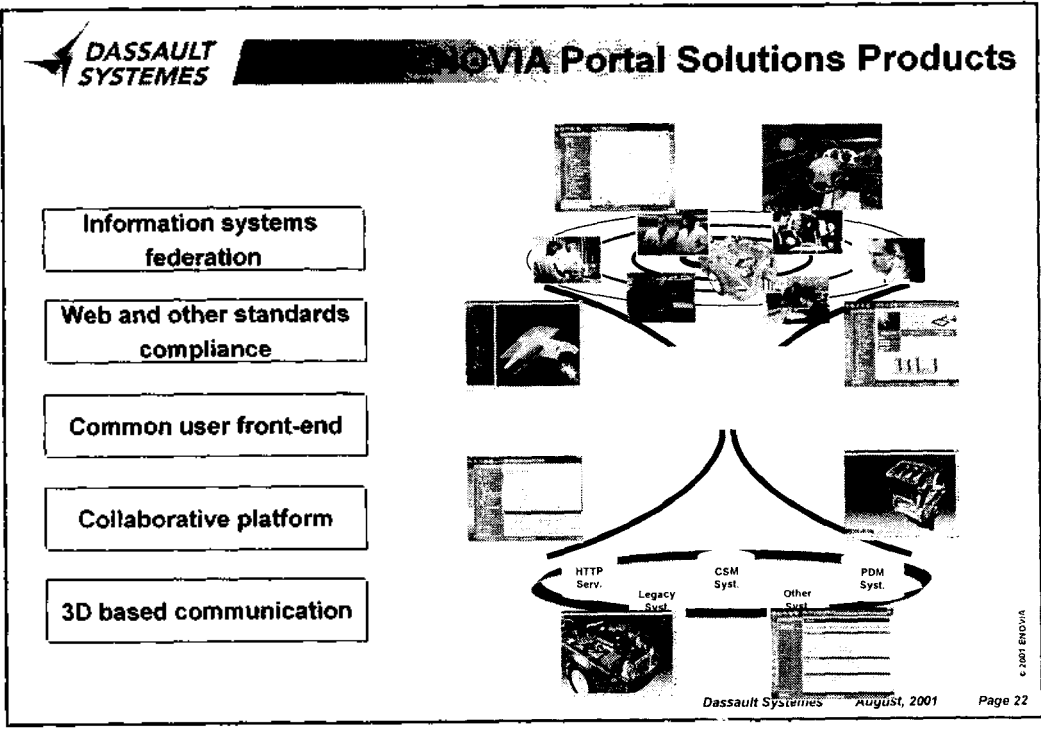 DASSAULT
SYSTEMES
ENOVIA Portal Solutions Products
Information systems
federation
Web and other standards
compliance
Common user front-end
Collaborative platform
3D based communication
HTTP
Serv.
Legacy
Syst.
CSM
Syst.
Other
Syst.
PDM
Syst.
© 2001 ENOVIA
Dassault Systemes August, 2001 Page 22